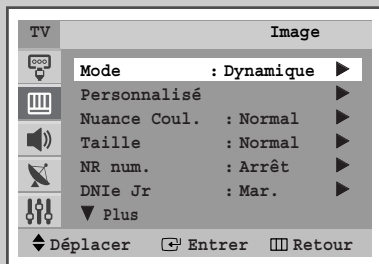 TV Image
Mode : Dynamique ►
Personnalisé ►
Nuance Coul. : Normal ►
Taille : Normal ►
NR num. : Arrêt ►
DNIe Jr : Mar. ►
▼ Plus
Déplacer Entrer Retour